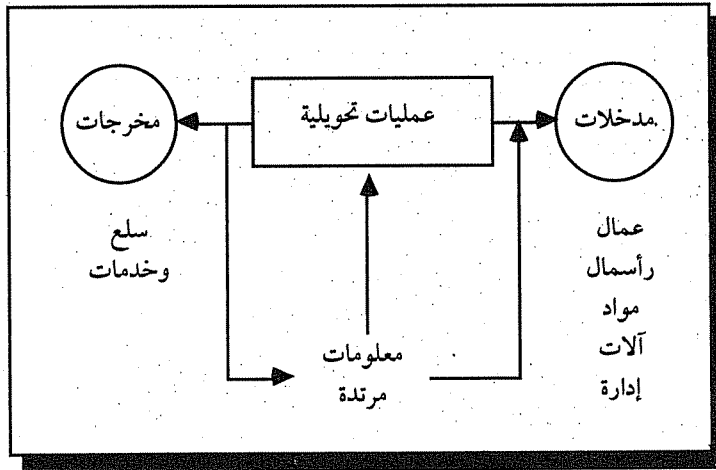 مدخلات
عمليات تحويلية
مخرجات
عمال
رأسمال
مواد
آلات
إدارة
سلع
وخدمات
معلومات
مرتدة